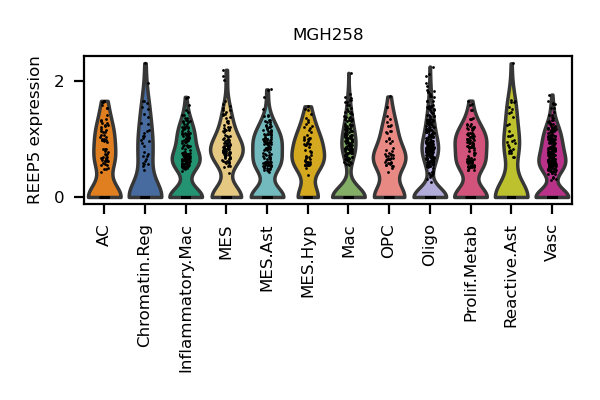 MGH258
REEP5 expression
2
0
AC
Chromatin.Reg
Inflammatory.Mac
MES
MES.Ast
MES.Hyp
Mac
OPC
Oligo
Prolif.Metab
Reactive.Ast
Vasc